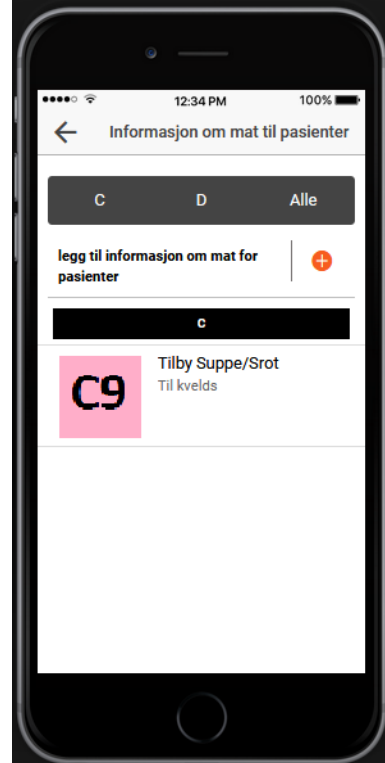 12:34 PM
100%
Informasjon om mat til pasienter
C
D
Alle
legg til informasjon om mat for
pasienter
C
C9
Tilby Suppe/Srot
Til kvelds